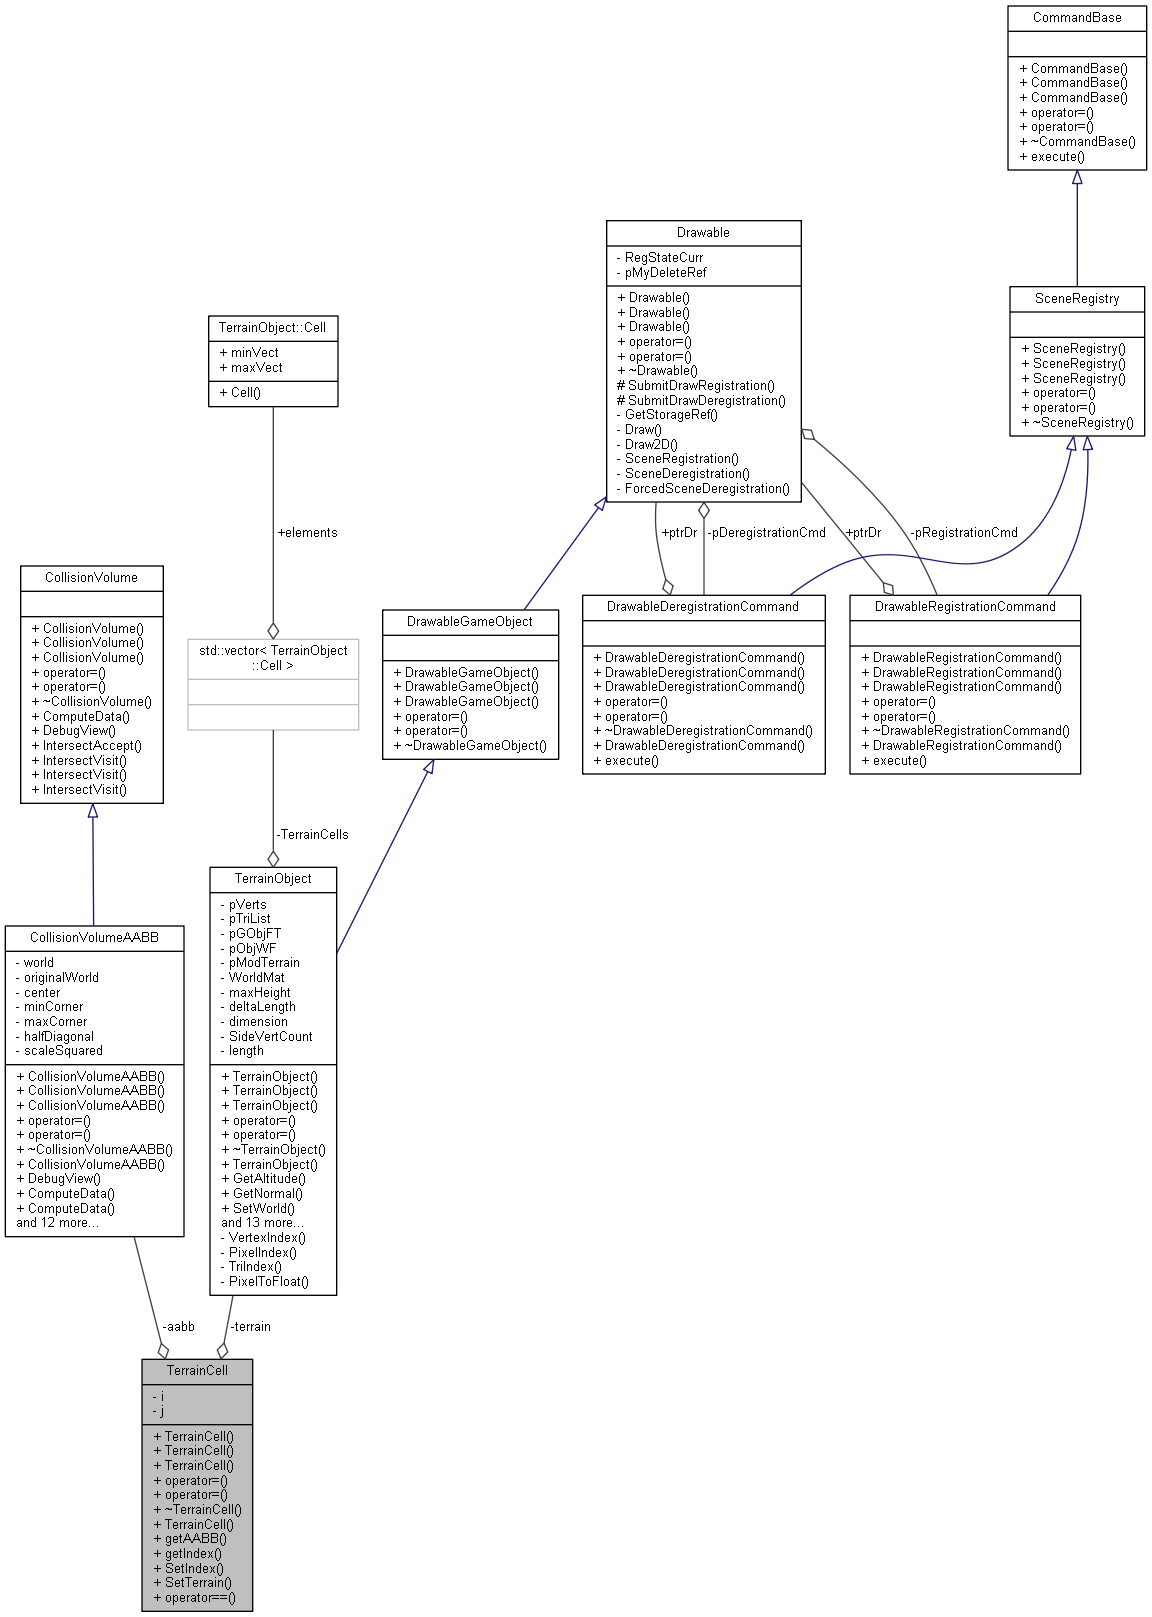 CommandBase
+ CommandBase()
+ CommandBase()
+ CommandBase()
+ operator=()
+ operator=()
+ ~CommandBase()
+ execute()
Drawable
- RegStateCurr
- pMyDeleteRef
+ Drawable()
+ Drawable()
+ Drawable()
+ operator=()
+ operator=()
+ ~Drawable()
# SubmitDrawRegistration()
# SubmitDrawDeregistration()
- GetStorageRef()
- Draw()
- Draw2D()
- SceneRegistration()
- SceneDeregistration()
- ForcedSceneDeregistration()
SceneRegistry
+ SceneRegistry()
+ SceneRegistry()
+ SceneRegistry()
+ operator=()
+ operator=()
+ ~SceneRegistry()
TerrainObject::Cell
+ minVect
+ maxVect
+ Cell()
+elements
+ptrDr
-pDeregistrationCmd
+ptrDr
-pRegistrationCmd
CollisionVolume
+ CollisionVolume()
+ CollisionVolume()
+ CollisionVolume()
+ operator=()
+ operator=()
+ ~CollisionVolume()
+ ComputeData()
+ DebugView()
+ IntersectAccept()
+ IntersectVisit()
+ IntersectVisit()
+ IntersectVisit()
std::vector< TerrainObject
::Cell >
DrawableGameObject
+ DrawableGameObject()
+ DrawableGameObject()
+ DrawableGameObject()
+ operator=()
+ operator=()
+ ~DrawableGameObject()
DrawableDeregistrationCommand
+ DrawableDeregistrationCommand()
+ DrawableDeregistrationCommand()
+ DrawableDeregistrationCommand()
+ operator=()
+ operator=()
+ ~DrawableDeregistrationCommand()
+ DrawableDeregistrationCommand()
+ execute()
DrawableRegistrationCommand
+ DrawableRegistrationCommand()
+ DrawableRegistrationCommand()
+ DrawableRegistrationCommand()
+ operator=()
+ operator=()
+ ~DrawableRegistrationCommand()
+ DrawableRegistrationCommand()
+ execute()
-TerrainCells
CollisionVolumeAABB
- world
- originalWorld
- center
- minCorner
- maxCorner
- halfDiagonal
- scaleSquared
+ CollisionVolumeAABB()
+ CollisionVolumeAABB()
+ CollisionVolumeAABB()
+ operator=()
+ operator=()
+ ~CollisionVolumeAABB()
+ CollisionVolumeAABB()
+ DebugView()
+ ComputeData()
+ ComputeData()
and 12 more...
TerrainObject
- pVerts
- pTriList
- pGObjFT
- pObjWF
- pModTerrain
- WorldMat
- maxHeight
- deltaLength
- dimension
- SideVertCount
- length
+ TerrainObject()
+ TerrainObject()
+ TerrainObject()
+ operator=()
+ operator=()
+ ~TerrainObject()
+ TerrainObject()
+ GetAltitude()
+ GetNormal()
+ SetWorld()
and 13 more...
- VertexIndex()
- PixelIndex()
- TriIndex()
- PixelToFloat()
-aabb
-terrain
TerrainCell
- i
- j
+ TerrainCell()
+ TerrainCell()
+ TerrainCell()
+ operator=()
+ operator=()
+ ~TerrainCell()
+ TerrainCell()
+ getAABB()
+ getIndex()
+ SetIndex()
+ SetTerrain()
+ operator==()